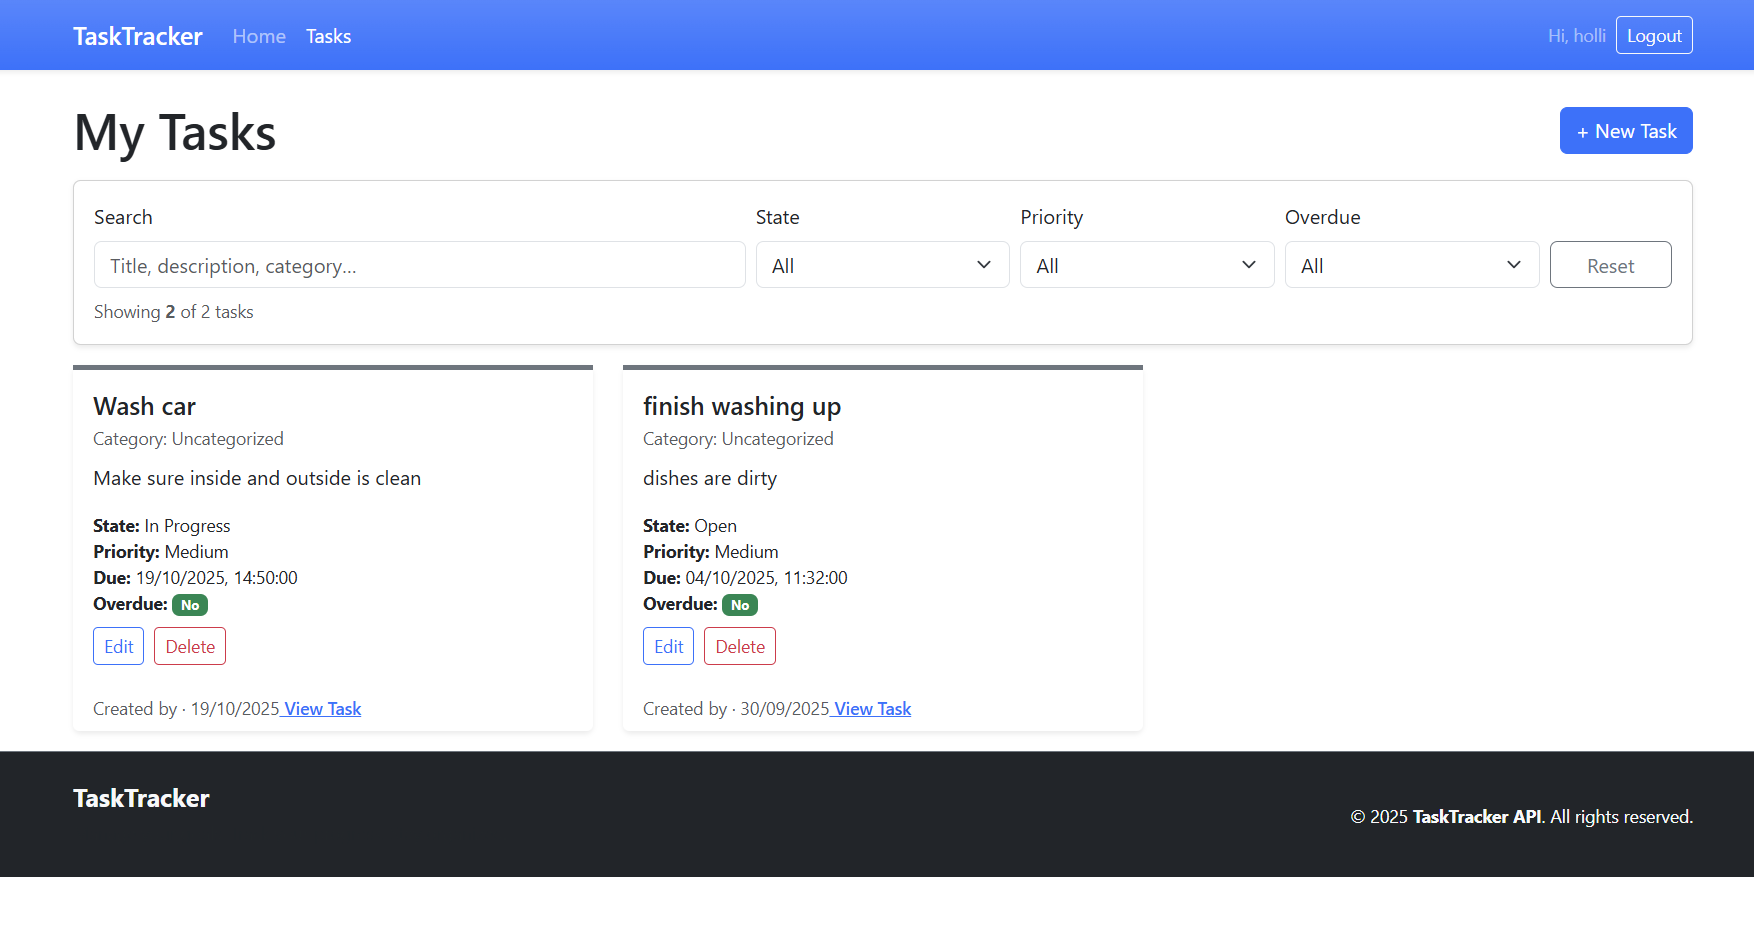 TaskTracker Home Tasks Hi, holli Logout
My Tasks + New Task
Search State Priority Overdue
Title, description, category... All All All Reset
Showing 2 of 2 tasks
Wash car
Category: Uncategorized
Make sure inside and outside is clean
State: In Progress
Priority: Medium
Due: 19/10/2025, 14:50:00
Overdue: No
Edit Delete
Created by · 19/10/2025 View Task
finish washing up
Category: Uncategorized
dishes are dirty
State: Open
Priority: Medium
Due: 04/10/2025, 11:32:00
Overdue: No
Edit Delete
Created by · 30/09/2025 View Task
TaskTracker
© 2025 TaskTracker API. All rights reserved.